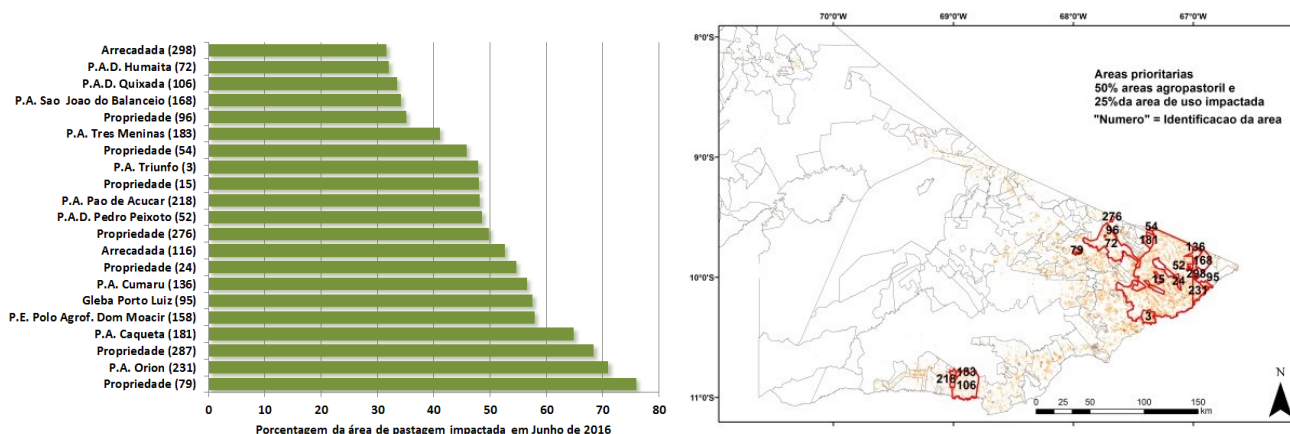 Arrecadada (298)
P.A.D. Humaita (72)
P.A.D. Quixada (106)
P.A. Sao Joao do Balanceio (168)
Propriedade (96)
P.A. Tres Meninas (183)
Propriedade (54)
P.A. Triunfo (3)
Propriedade (15)
P.A. Pao de Acucar (218)
P.A.D. Pedro Peixoto (52)
Propriedade (276)
Arrecadada (116)
Propriedade (24)
P.A. Cumaru (136)
Gleba Porto Luiz (95)
P.E. Polo Agrof. Dom Moacir (158)
P.A. Caqueta (181)
Propriedade (287)
P.A. Orion (231)
Propriedade (79)
0 10 20 30 40 50 60 70 80
Porcentagem da área de pastagem impactada em Junho de 2016
70°0'W 69°0'W 68°0'W 67°0'W
8°0'S
9°0'S
10°0'S
11°0'S
Areas prioritarias
50% areas agropastoril e
25%da area de uso impactada
"Numero" = Identificacao da area
276
54
96
181
72
79
136
168
52
298
95
15
24
231
3
183
218
106
N
0 25 50 100 150
km